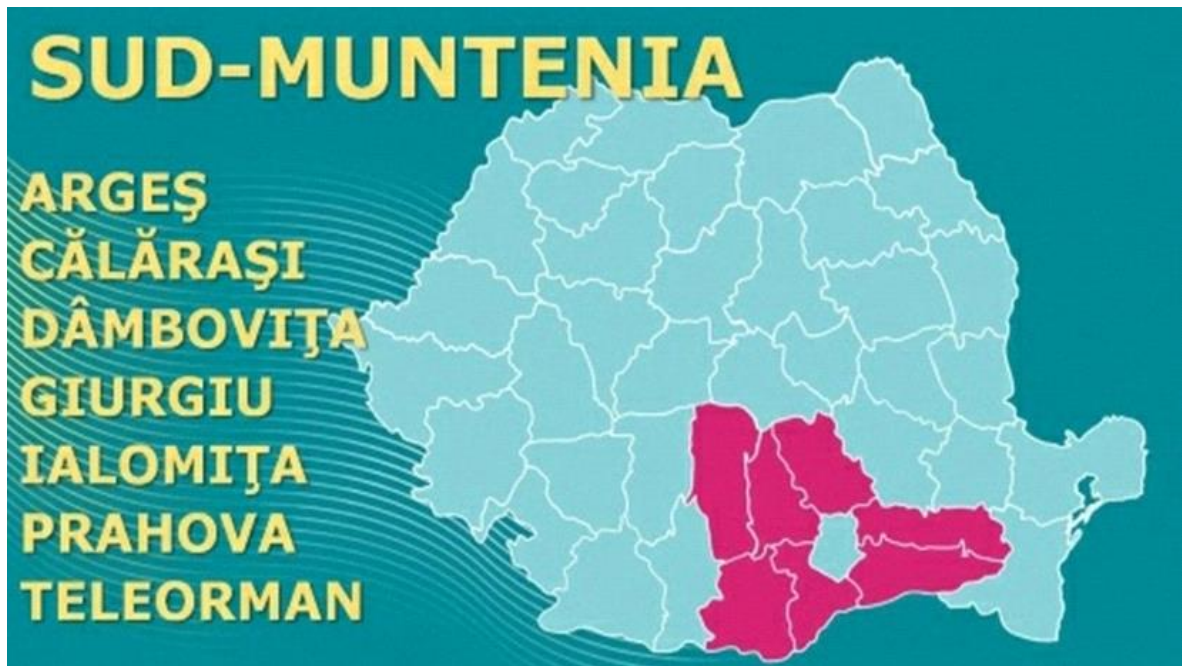 SUD-MUNTENIA
ARGEŞ
CĂLĂRAŞI
DÂMBOVIŢA
GIURGIU
IALOMIŢA
PRAHOVA
TELEORMAN